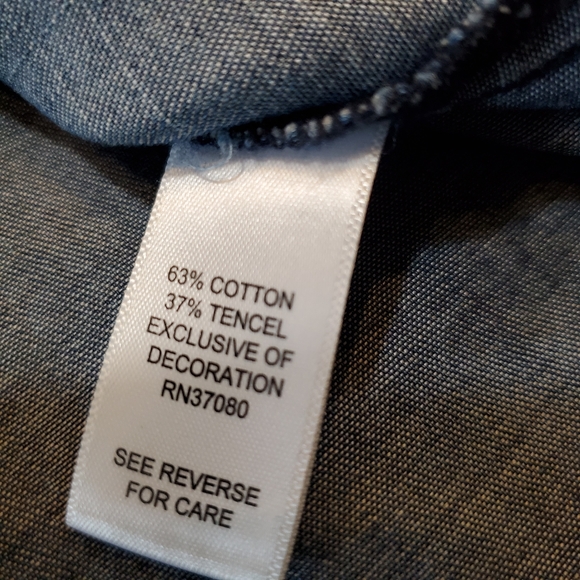 63% COTTON
37% TENCEL
EXCLUSIVE OF
DECORATION
RN37080
SEE REVERSE
FOR CARE